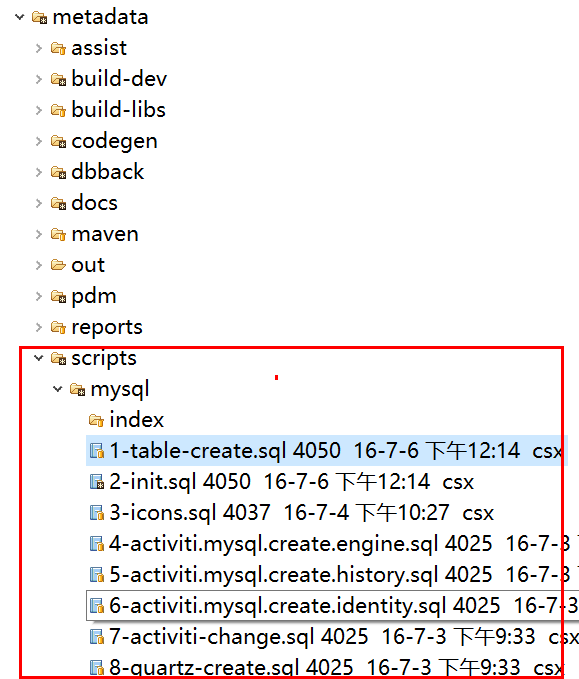 metadata
assist
build-dev
build-libs
codegen
dbback
docs
maven
out
pdm
reports
scripts
mysql
index
1-table-create.sql 4050 16-7-6 下午12:14 csx
2-init.sql 4050 16-7-6 下午12:14 csx
3-icons.sql 4037 16-7-4 下午10:27 csx
4-activiti.mysql.create.engine.sql 4025 16-7-3
5-activiti.mysql.create.history.sql 4025 16-7-3
6-activiti.mysql.create.identity.sql 4025 16-7-3
7-activiti-change.sql 4025 16-7-3 下午9:33 csx
8-quartz-create.sql 4025 16-7-3 下午9:33 csx